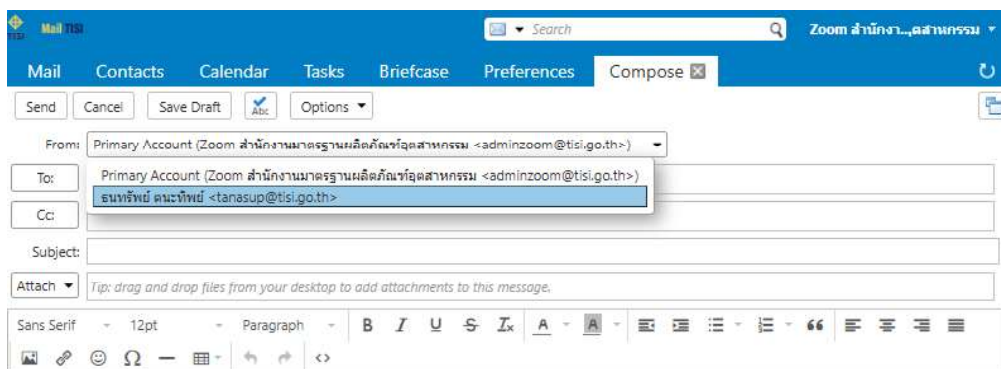 TISI Mail TISI Search Zoom สำนักงา...,ตสาหกรรม
Mail Contacts Calendar Tasks Briefcase Preferences Compose
Send Cancel Save Draft Abc Options
From: Primary Account (Zoom สำนักงานมาตรฐานผลิตภัณฑ์อุตสาหกรรม <adminzoom@tisi.go.th>)
To: Primary Account (Zoom สำนักงานมาตรฐานผลิตภัณฑ์อุตสาหกรรม <adminzoom@tisi.go.th>)
ธนทรัพย์ ตนะทิพย์ <tanasup@tisi.go.th>
Cc:
Subject:
Attach Tip: drag and drop files from your desktop to add attachments to this message.
Sans Serif 12pt Paragraph B I U S Ix A A
Ω